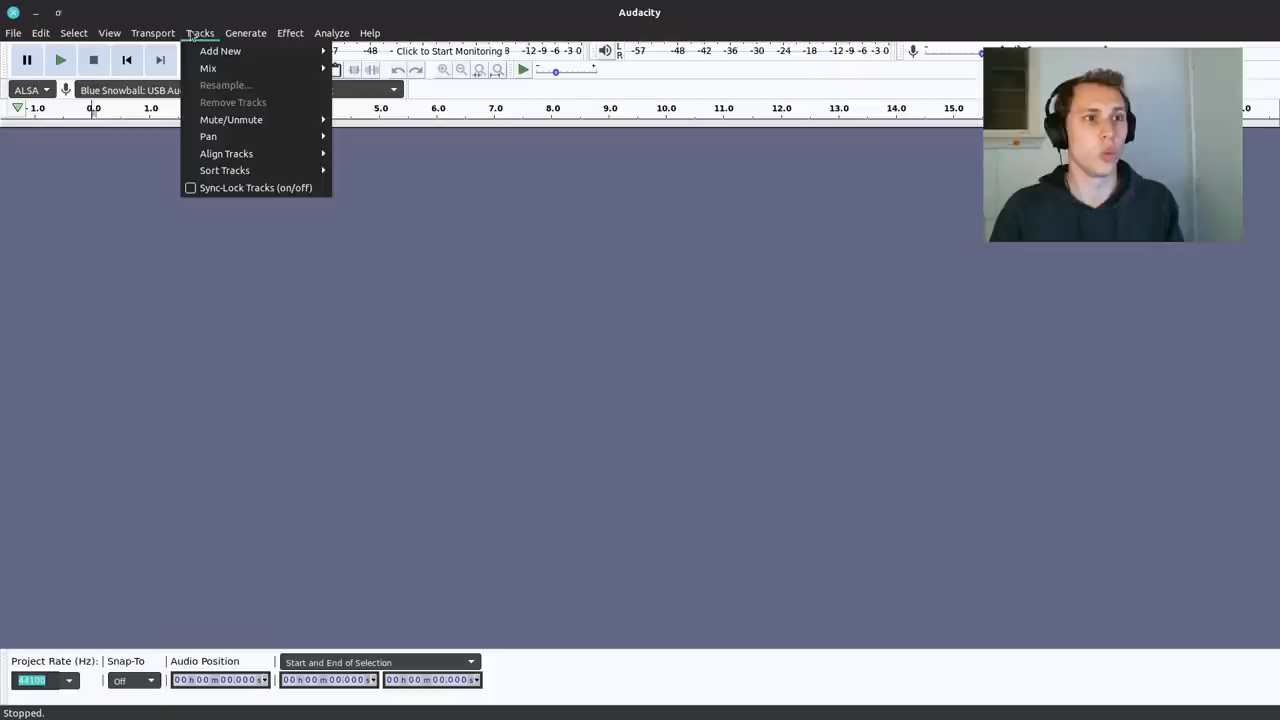 Audacity
File Edit Select View Transport Tracks Generate Effect Analyze Help
-48 - Click to Start Monitoring -12 -9 -6 -3 0
L
R
-57 -48 -42 -36 -30 -24 -18 -12 -9 -6 -3 0
Add New
Mix
Resample...
Remove Tracks
Mute/Unmute
Pan
Align Tracks
Sort Tracks
Sync-Lock Tracks (on/off)
ALSA
Blue Snowball: USB Au
1.0 0.0 1.0 5.0 6.0 7.0 8.0 9.0 10.0 11.0 12.0 13.0 14.0 15.0
Project Rate (Hz): Snap-To Audio Position Start and End of Selection
44100 Off 00 h 00 m 00.000 s 00 h 00 m 00.000 s 00 h 00 m 00.000 s
Stopped.